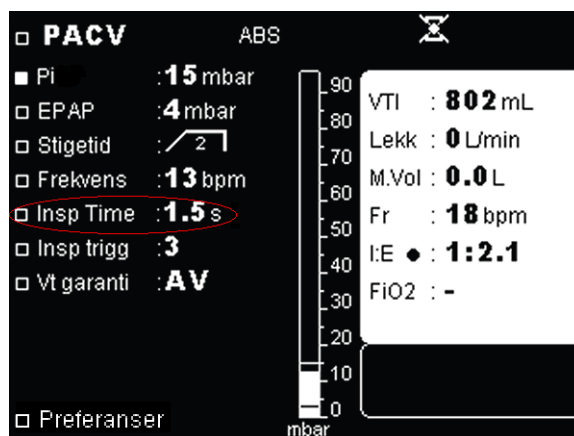 PACV ABS
Pi :15 mbar
EPAP :4 mbar
Stigetid : 2
Frekvens :13 bpm
Insp Time :1.5 s
Insp trigg :3
Vt garanti :AV
Preferanser
90
80
70
60
50
40
30
20
10
0
mbar
VTI : 802 mL
Lekk : 0 L/min
M.Vol : 0.0 L
Fr : 18 bpm
I:E ● : 1:2.1
FiO2 : -